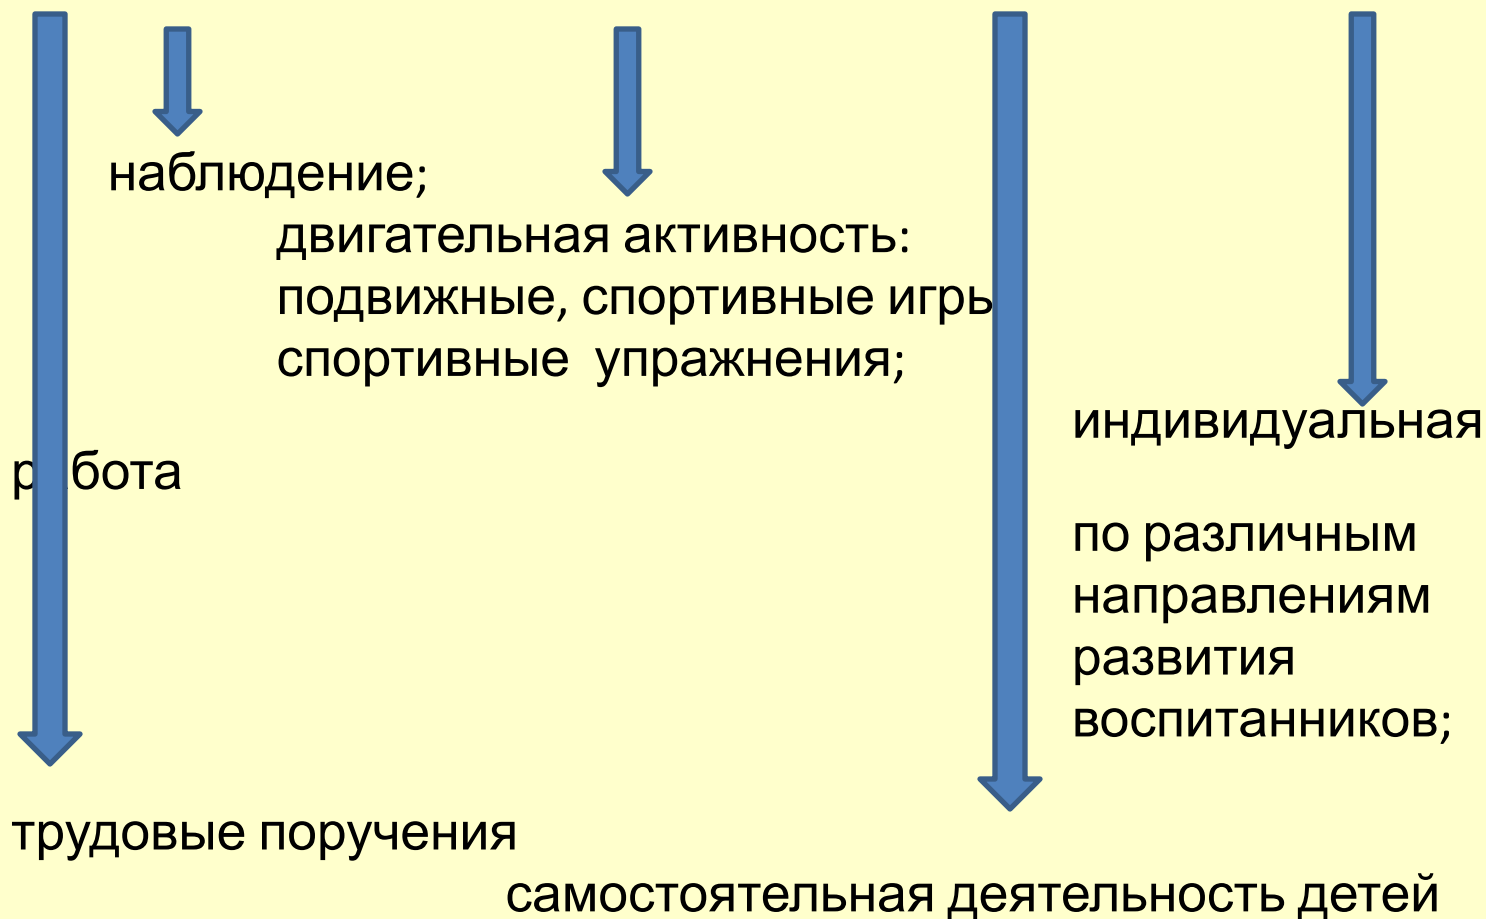 наблюдение;
двигательная активность:
подвижные, спортивные игры
спортивные упражнения;
индивидуальная
работа
по различным
направлениям
развития
воспитанников;
трудовые поручения
самостоятельная деятельность детей